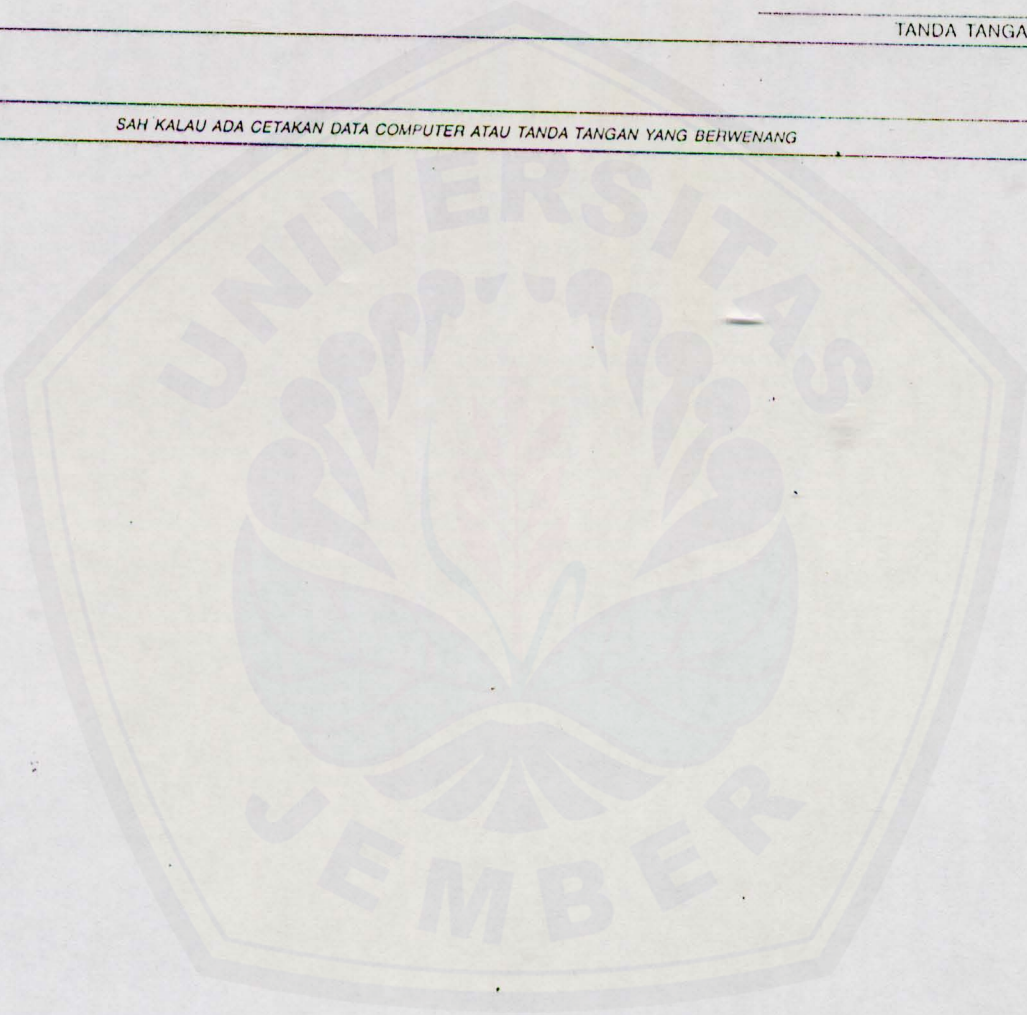 TANDA TANGA
SAH KALAU ADA CETAKAN DATA COMPUTER ATAU TANDA TANGAN YANG BERWENANG
UNIVERSITAS
JEMBER